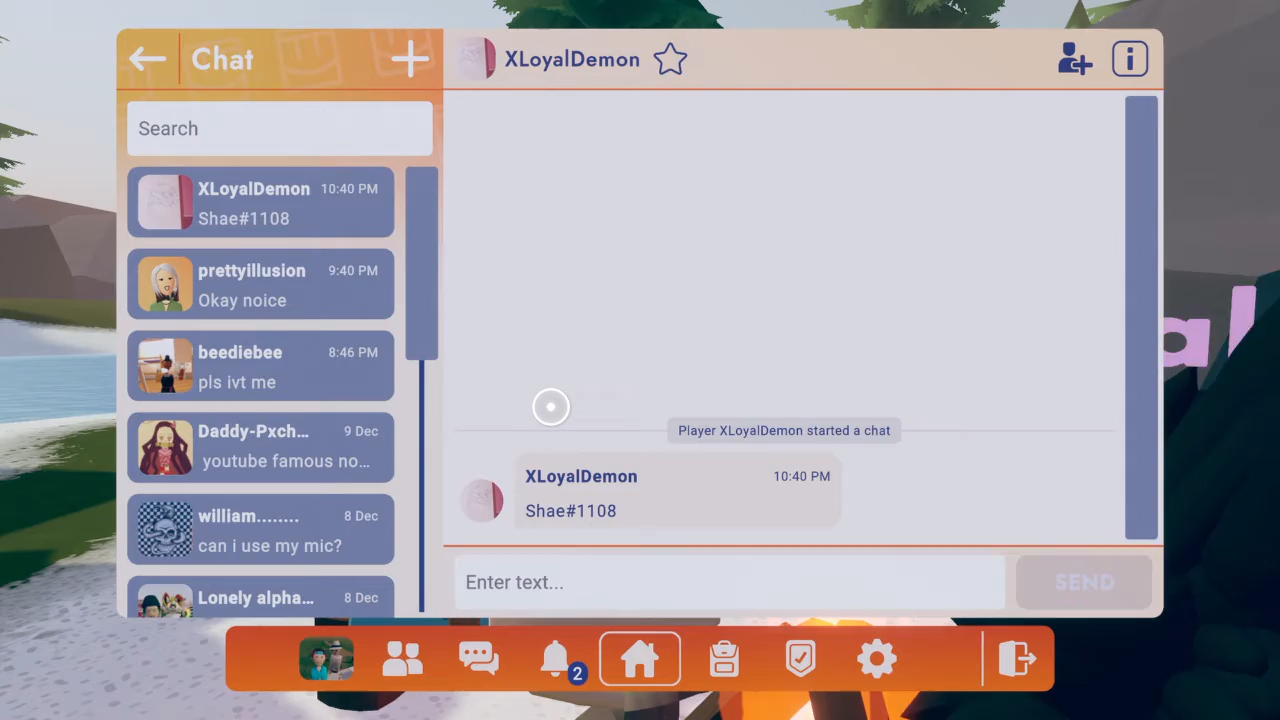 Chat
Search
XLoyalDemon 10:40 PM
Shae#1108
prettyillusion 9:40 PM
Okay noice
beediebee 8:46 PM
pls ivt me
Daddy-Pxch... 9 Dec
youtube famous no...
william........ 8 Dec
can i use my mic?
Lonely alpha... 8 Dec
XLoyalDemon
Player XLoyalDemon started a chat
XLoyalDemon 10:40 PM
Shae#1108
Enter text...
SEND
al
2